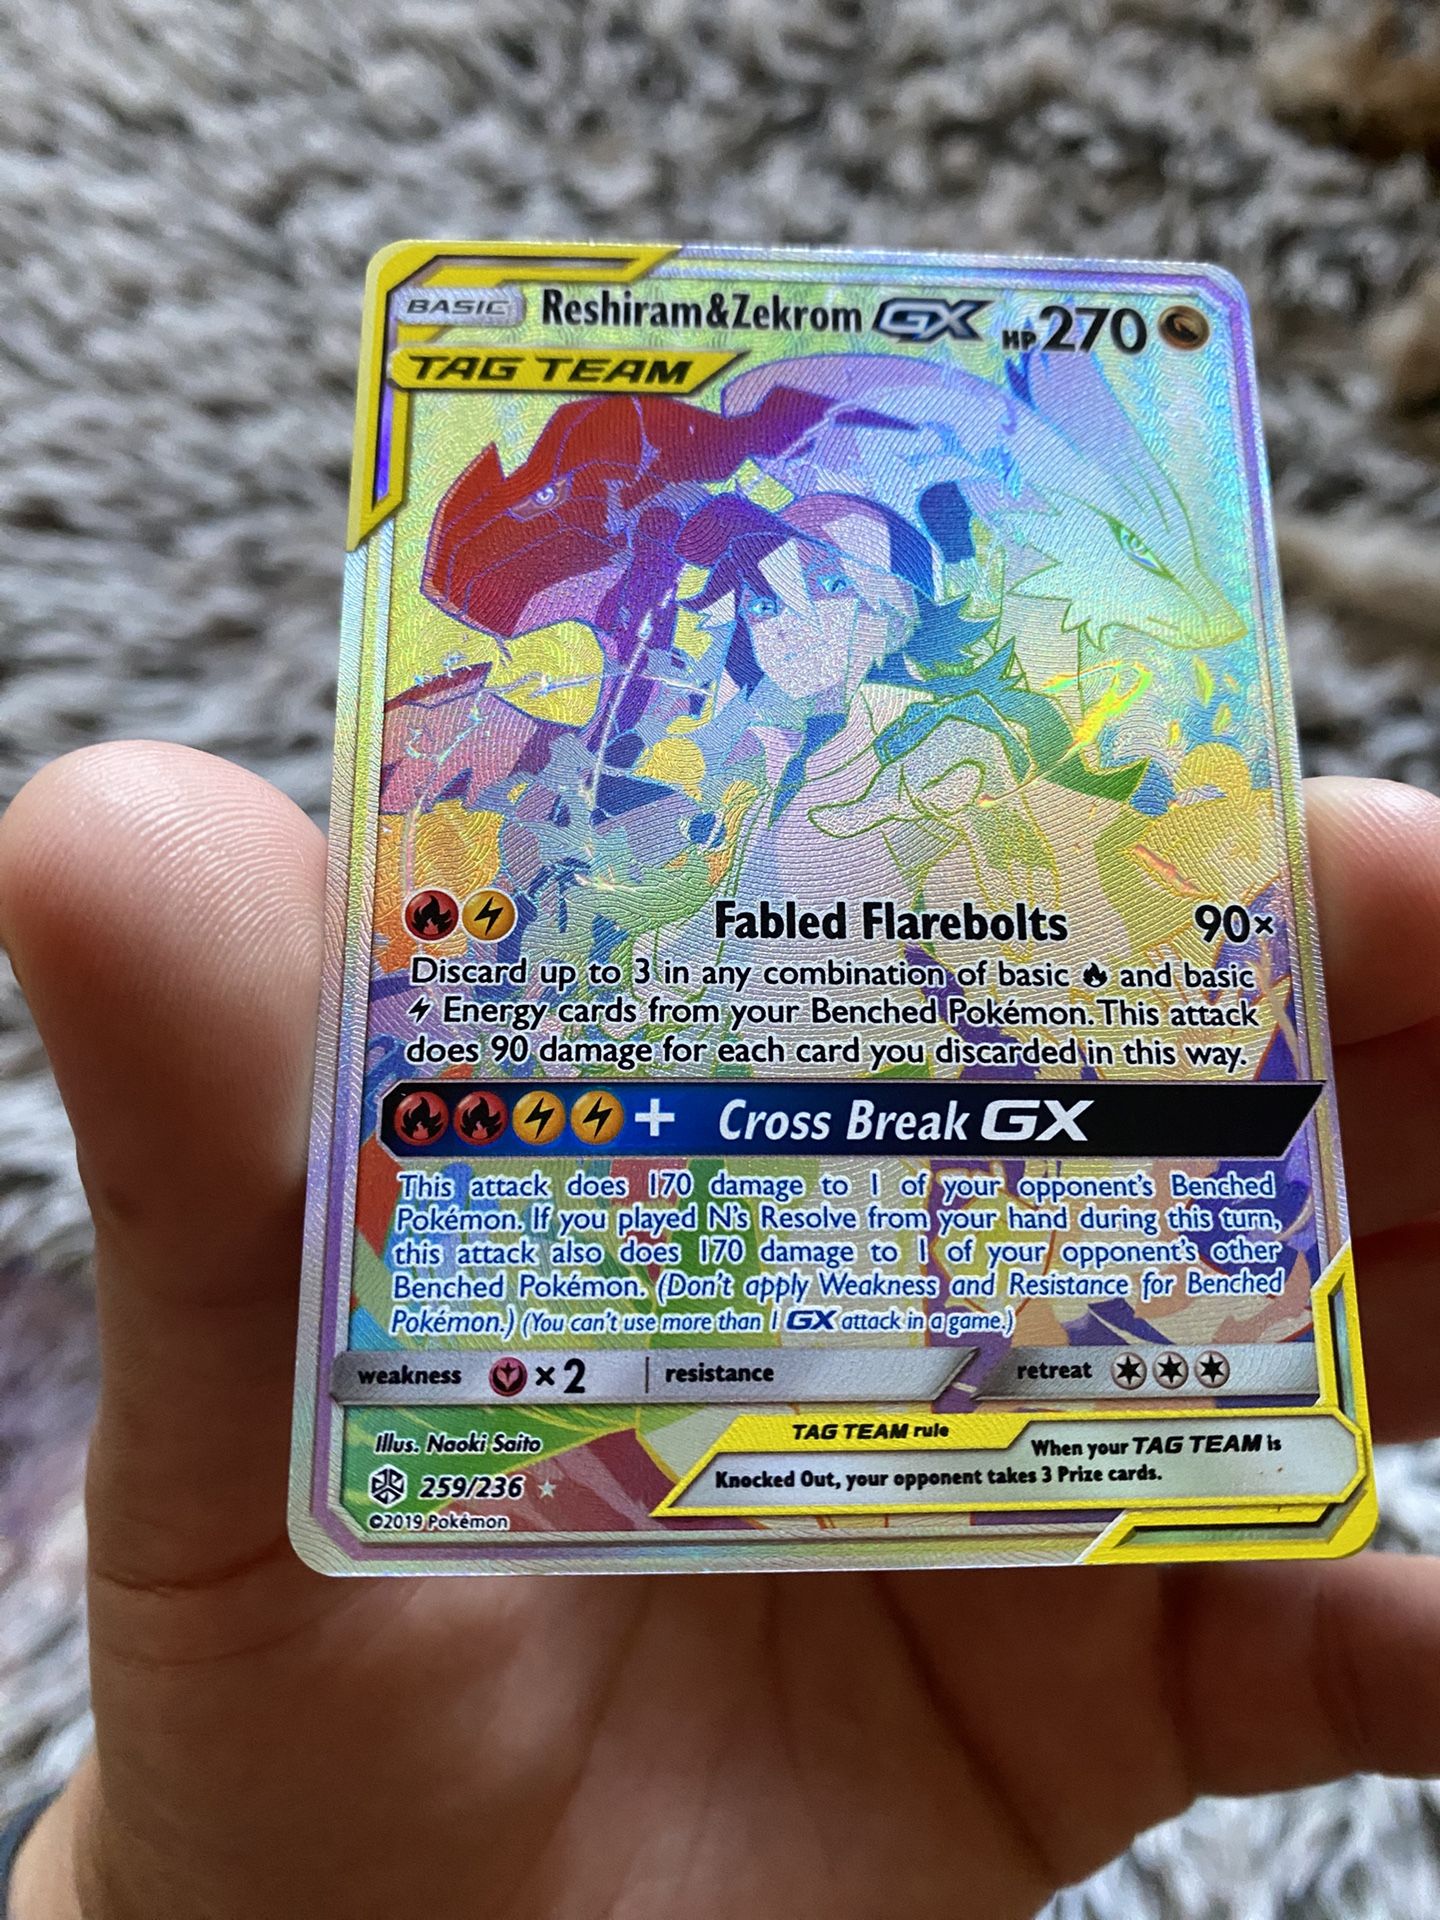 BASIC Reshiram&Zekrom GX HP 270
TAG TEAM
Fabled Flarebolts 90×
Discard up to 3 in any combination of basic and basic
Energy cards from your Benched Pokémon. This attack
does 90 damage for each card you discarded in this way.
+ Cross Break GX
This attack does 170 damage to 1 of your opponent's Benched
Pokémon. If you played N's Resolve from your hand during this turn,
this attack also does 170 damage to 1 of your opponent's other
Benched Pokémon. (Don't apply Weakness and Resistance for Benched
Pokémon.) (You can't use more than 1 GX attack in a game.)
weakness ×2 resistance retreat
Illus. Naoki Saito
259/236
©2019 Pokémon
TAG TEAM rule
When your TAG TEAM is
Knocked Out, your opponent takes 3 Prize cards.